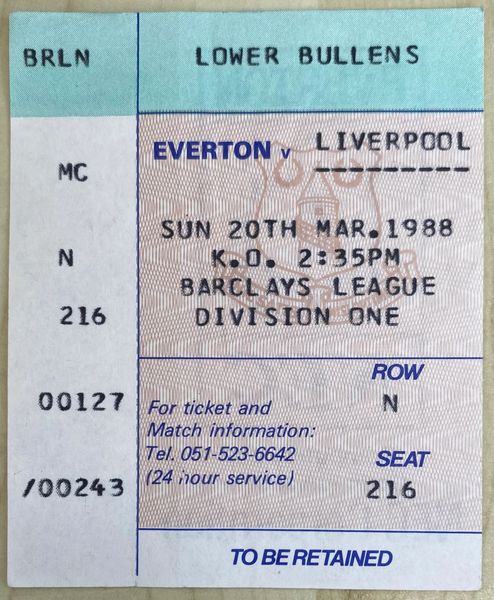 BRLN
LOWER BULLENS
MC
N
216
00127
/00243
EVERTON v LIVERPOOL
----------
SUN 20TH MAR.1988
K.O. 2:35PM
BARCLAYS LEAGUE
DIVISION ONE
For ticket and
Match information:
Tel. 051-523-6642
(24 hour service)
ROW
N
SEAT
216
TO BE RETAINED